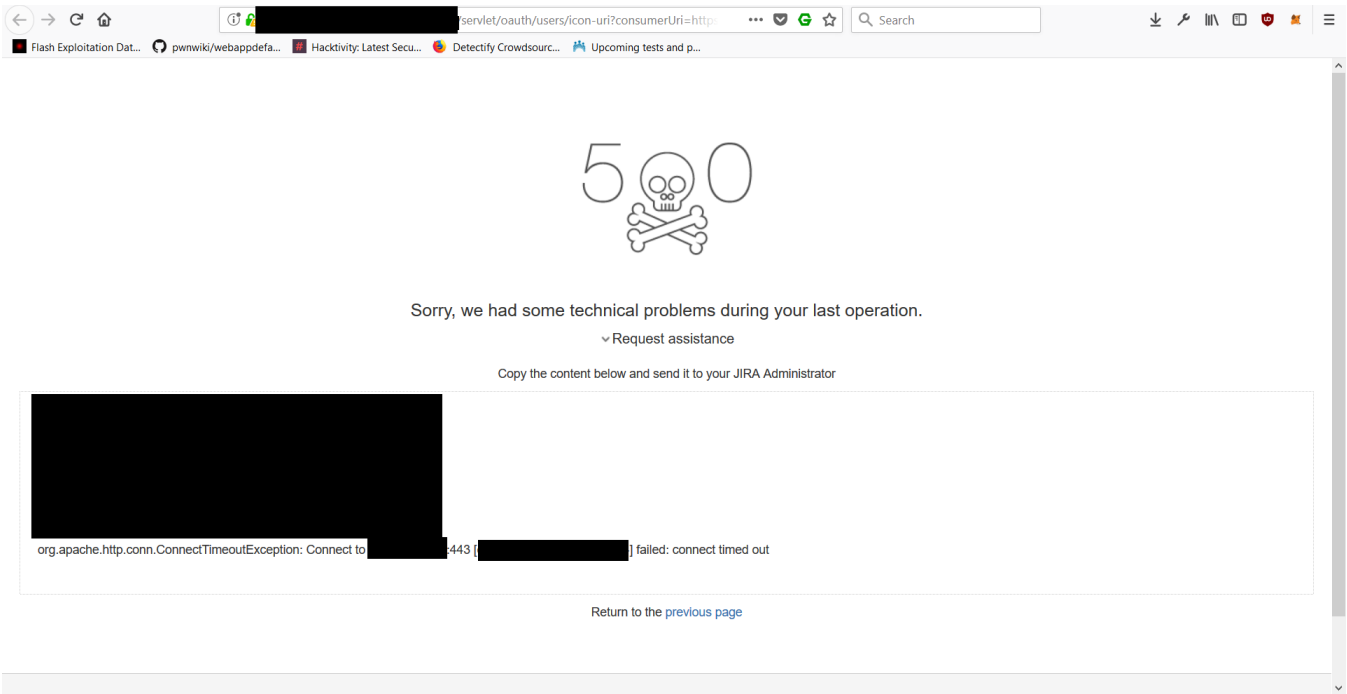 /servlet/oauth/users/icon-uri?consumerUri=http
Search
Flash Exploitation Dat...
pwnwiki/webappdefa...
Hacktivity: Latest Secu...
Detectify Crowdsourc...
Upcoming tests and p...
5 0
Sorry, we had some technical problems during your last operation.
Request assistance
Copy the content below and send it to your JIRA Administrator
org.apache.http.conn.ConnectTimeoutException: Connect to :443 [ ] failed: connect timed out
Return to the previous page